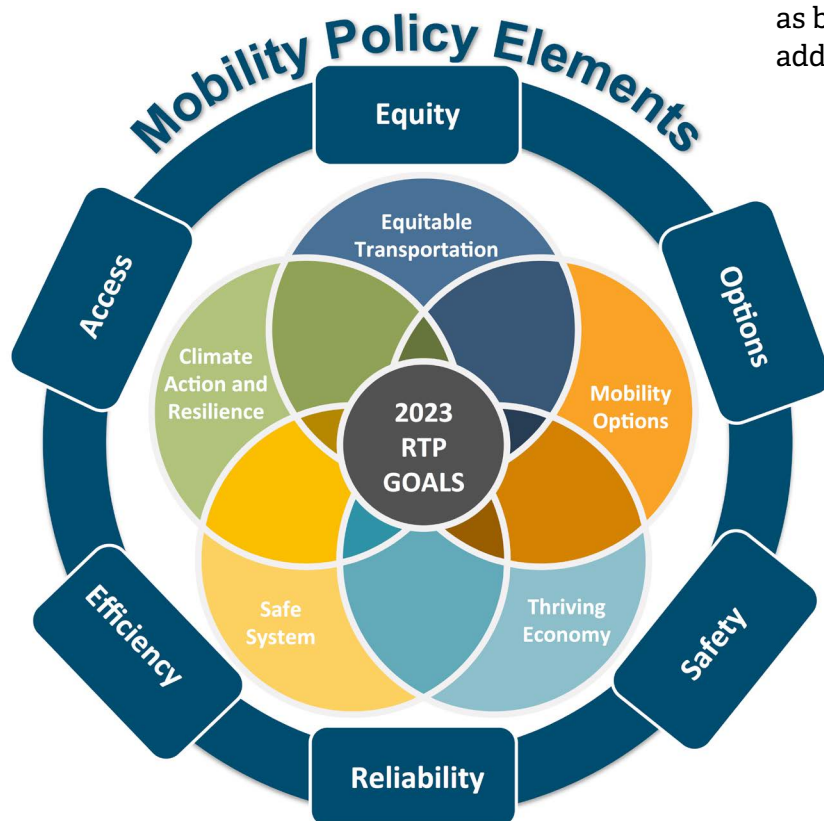 as b
add
Mobility Policy Elements
Equity
Access
Options
Equitable
Transportation
Climate
Action and
Resilience
Mobility
Options
2023
RTP
GOALS
Safe
System
Thriving
Economy
Efficiency
Safety
Reliability